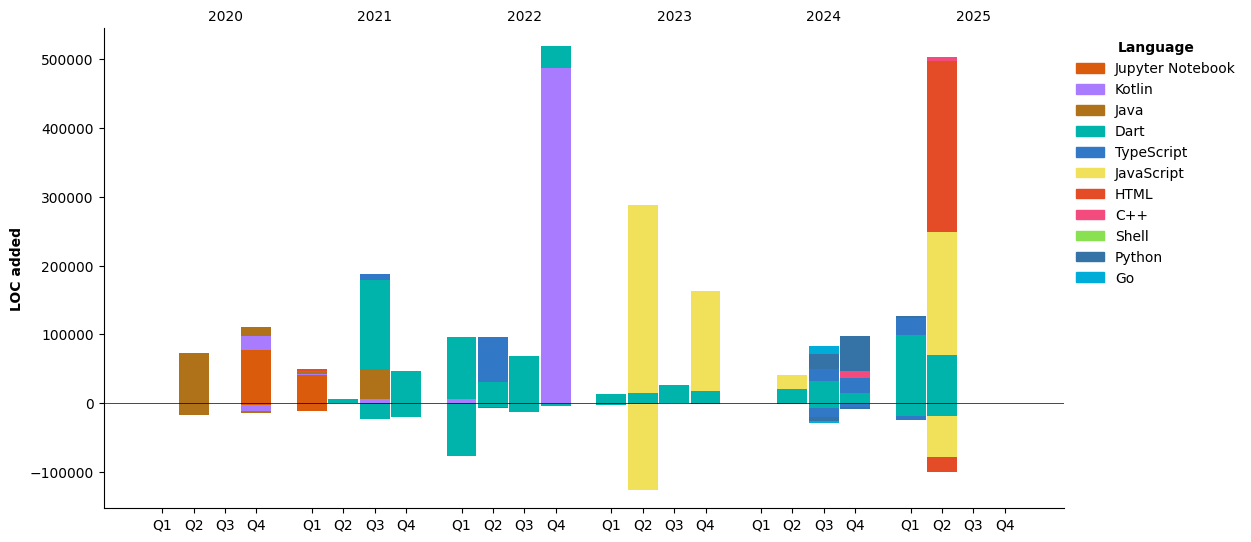 2020 2021 2022 2023 2024 2025
Language
Jupyter Notebook
Kotlin
Java
Dart
TypeScript
JavaScript
HTML
C++
Shell
Python
Go
LOC added
500000
400000
300000
200000
100000
0
−100000
Q1 Q2 Q3 Q4 Q1 Q2 Q3 Q4 Q1 Q2 Q3 Q4 Q1 Q2 Q3 Q4 Q1 Q2 Q3 Q4 Q1 Q2 Q3 Q4